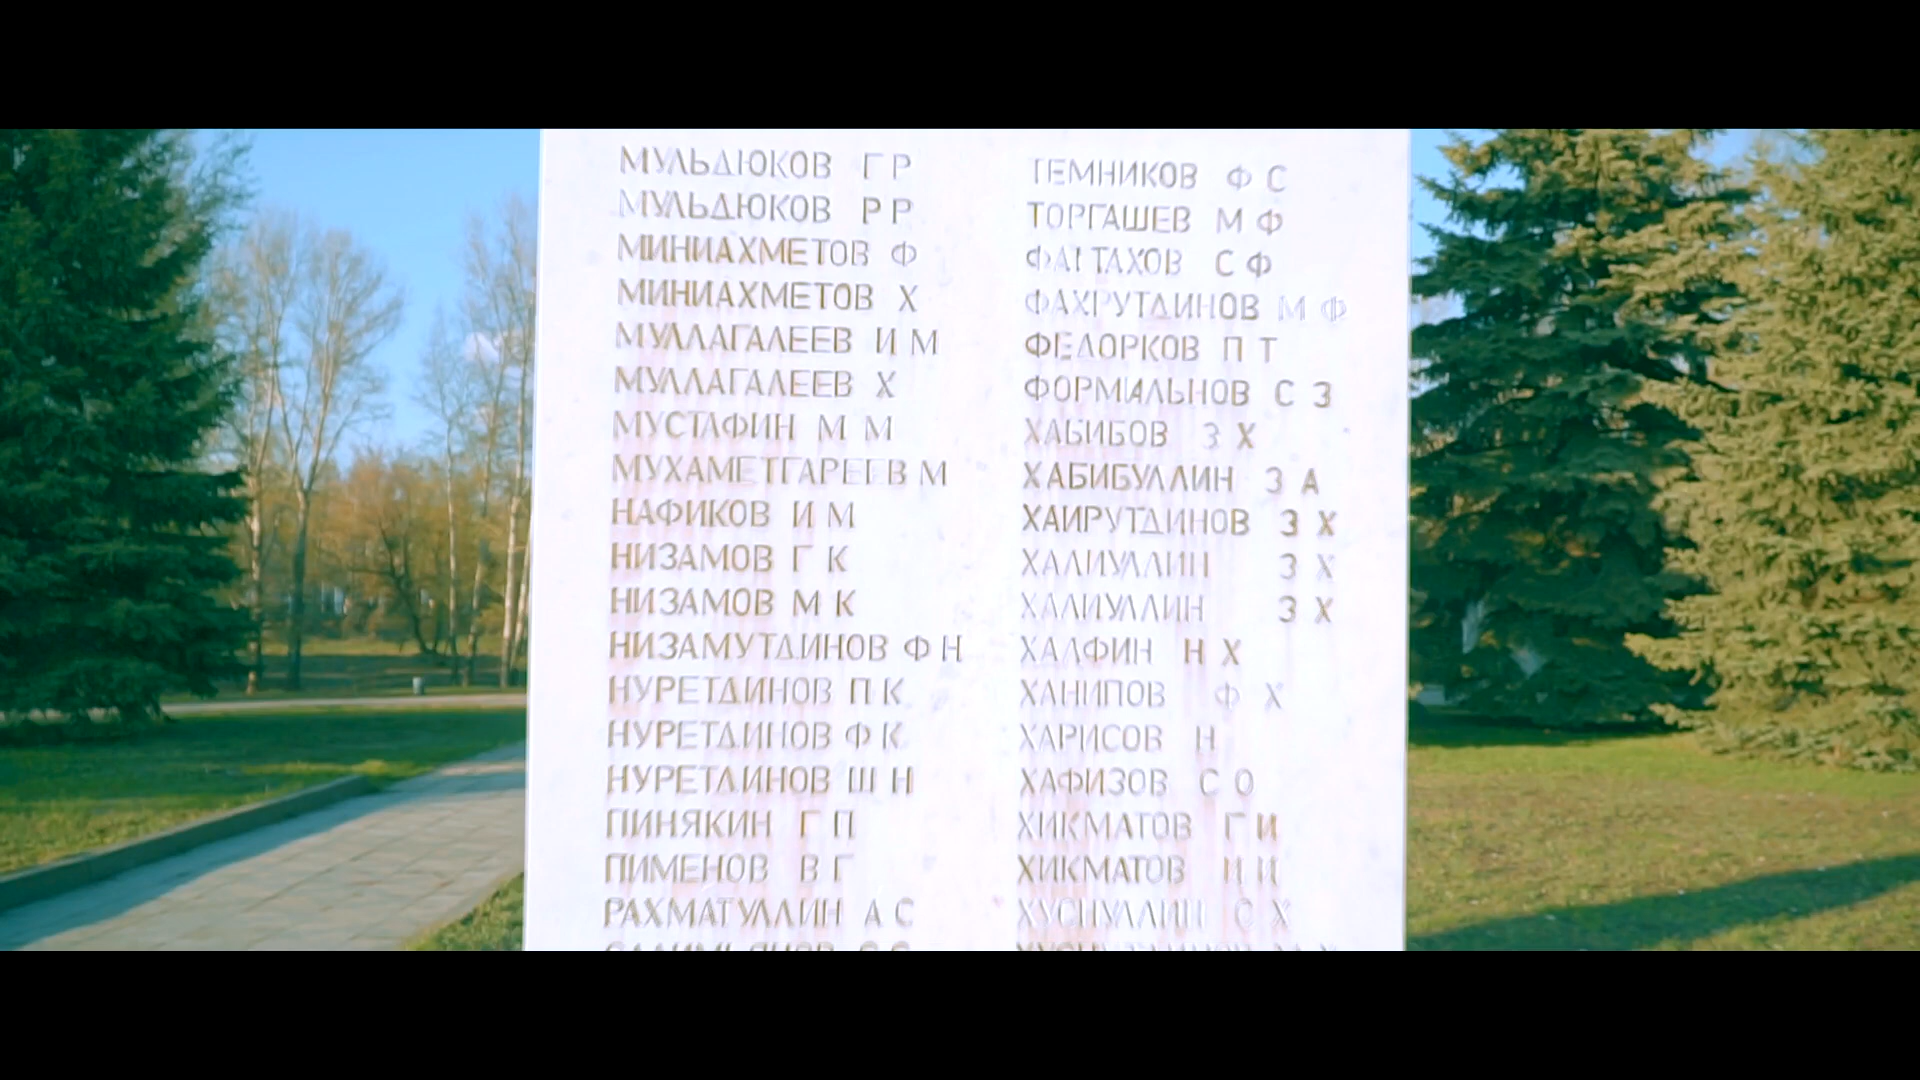 МУЛЬДЮКОВ Г Р
МУЛЬДЮКОВ Р Р
МИНИАХМЕТОВ Ф
МИНИАХМЕТОВ Х
МУЛЛАГАЛЕЕВ И М
МУЛЛАГАЛЕЕВ Х
МУСТАФИН М М
МУХАМЕТГАРЕЕВ М
НАФИКОВ И М
НИЗАМОВ Г К
НИЗАМОВ М К
НИЗАМУТДИНОВ Ф Н
НУРЕТДИНОВ П К
НУРЕТДИНОВ Ф К
НУРЕТДИНОВ Ш Н
ПИНЯКИН Г П
ПИМЕНОВ В Г
РАХМАТУЛЛИН А С
ТЕМНИКОВ Ф С
ТОРГАШЕВ М Ф
ФАТТАХОВ С Ф
ФАХРУТДИНОВ М Ф
ФЕДОРКОВ П Т
ФОРМАЛЬНОВ С З
ХАБИБОВ З Х
ХАБИБУЛЛИН З А
ХАИРУТДИНОВ З Х
ХАЛИУЛЛИН З Х
ХАЛИУЛЛИН З Х
ХАЛФИН Н Х
ХАНИПОВ Ф Х
ХАРИСОВ Н
ХАФИЗОВ С О
ХИКМАТОВ Г И
ХИКМАТОВ И И
ХУСНУЛЛИН С Х